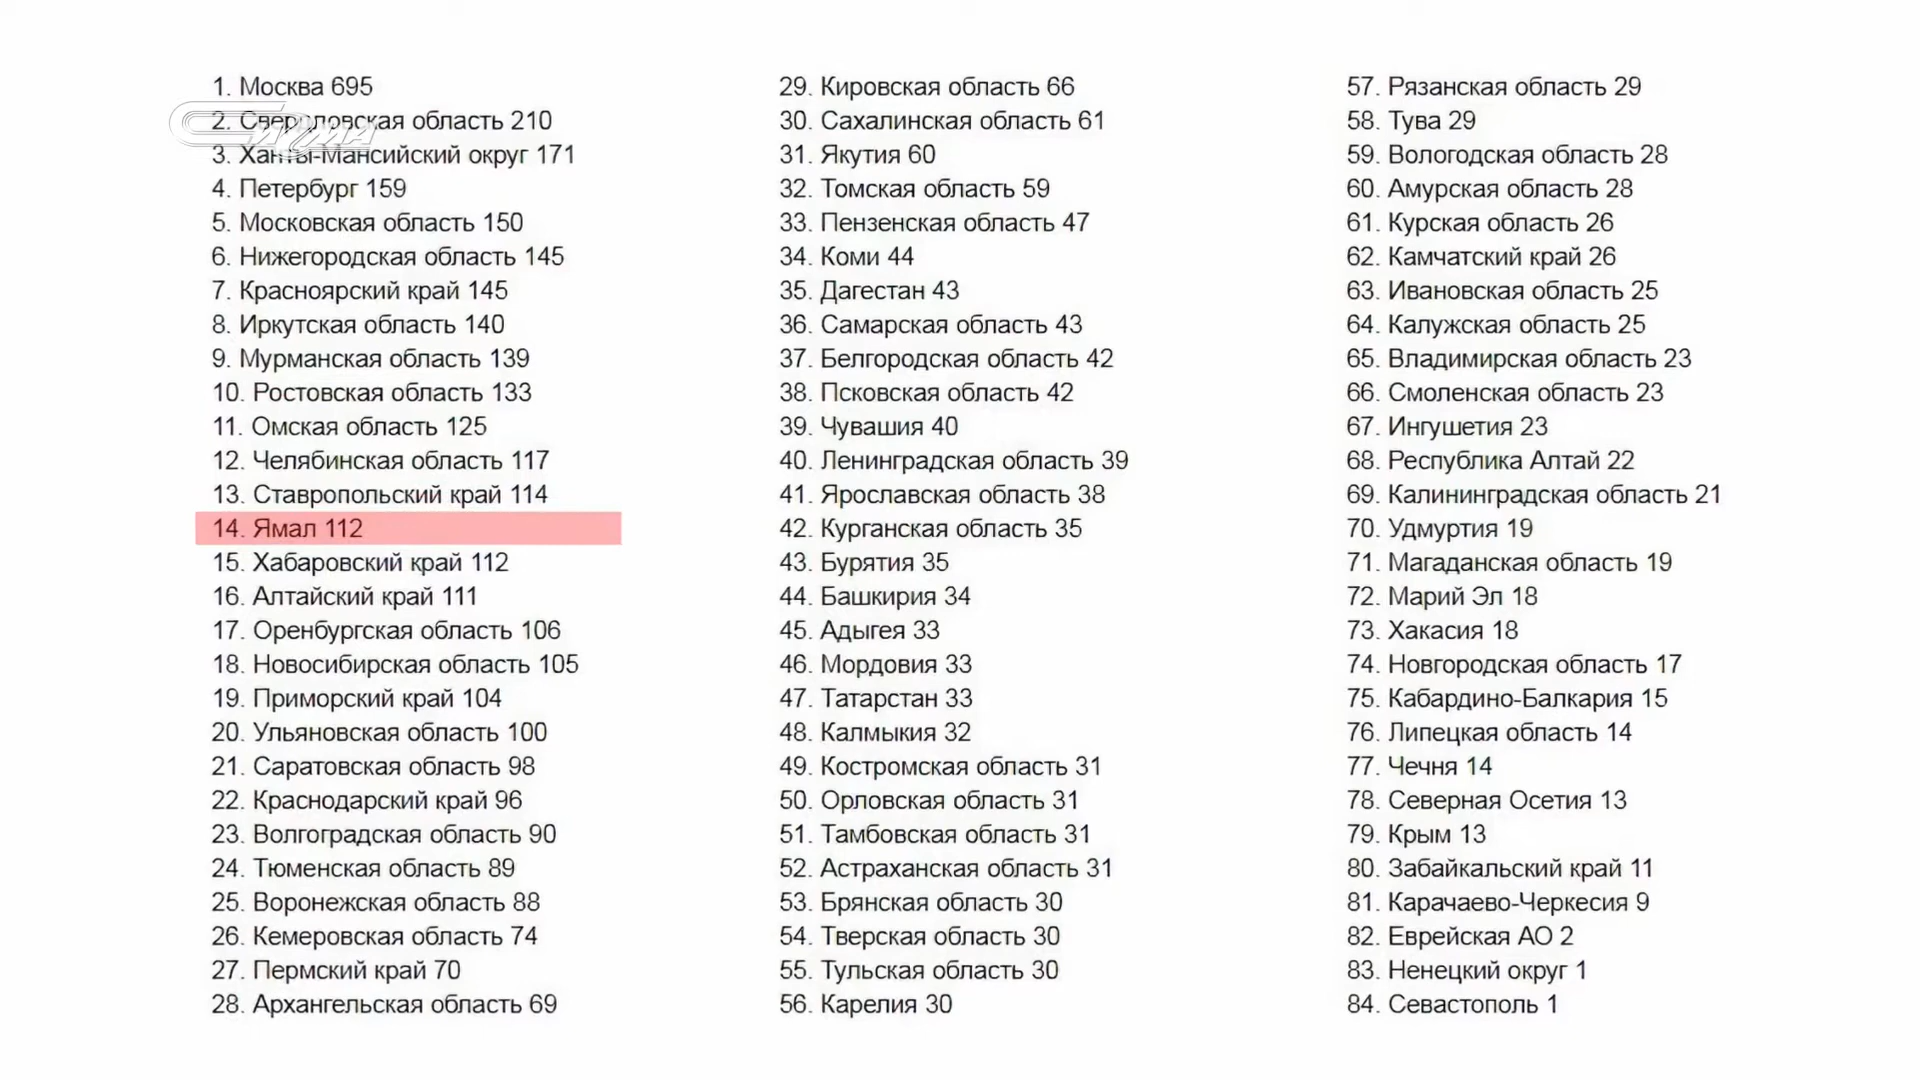 1. Москва 695
2. Свердловская область 210
3. Ханты-Мансийский округ 171
4. Петербург 159
5. Московская область 150
6. Нижегородская область 145
7. Красноярский край 145
8. Иркутская область 140
9. Мурманская область 139
10. Ростовская область 133
11. Омская область 125
12. Челябинская область 117
13. Ставропольский край 114
14. Ямал 112
15. Хабаровский край 112
16. Алтайский край 111
17. Оренбургская область 106
18. Новосибирская область 105
19. Приморский край 104
20. Ульяновская область 100
21. Саратовская область 98
22. Краснодарский край 96
23. Волгоградская область 90
24. Тюменская область 89
25. Воронежская область 88
26. Кемеровская область 74
27. Пермский край 70
28. Архангельская область 69
29. Кировская область 66
30. Сахалинская область 61
31. Якутия 60
32. Томская область 59
33. Пензенская область 47
34. Коми 44
35. Дагестан 43
36. Самарская область 43
37. Белгородская область 42
38. Псковская область 42
39. Чувашия 40
40. Ленинградская область 39
41. Ярославская область 38
42. Курганская область 35
43. Бурятия 35
44. Башкирия 34
45. Адыгея 33
46. Мордовия 33
47. Татарстан 33
48. Калмыкия 32
49. Костромская область 31
50. Орловская область 31
51. Тамбовская область 31
52. Астраханская область 31
53. Брянская область 30
54. Тверская область 30
55. Тульская область 30
56. Карелия 30
57. Рязанская область 29
58. Тува 29
59. Вологодская область 28
60. Амурская область 28
61. Курская область 26
62. Камчатский край 26
63. Ивановская область 25
64. Калужская область 25
65. Владимирская область 23
66. Смоленская область 23
67. Ингушетия 23
68. Республика Алтай 22
69. Калининградская область 21
70. Удмуртия 19
71. Магаданская область 19
72. Марий Эл 18
73. Хакасия 18
74. Новгородская область 17
75. Кабардино-Балкария 15
76. Липецкая область 14
77. Чечня 14
78. Северная Осетия 13
79. Крым 13
80. Забайкальский край 11
81. Карачаево-Черкесия 9
82. Еврейская АО 2
83. Ненецкий округ 1
84. Севастополь 1
СИГМА